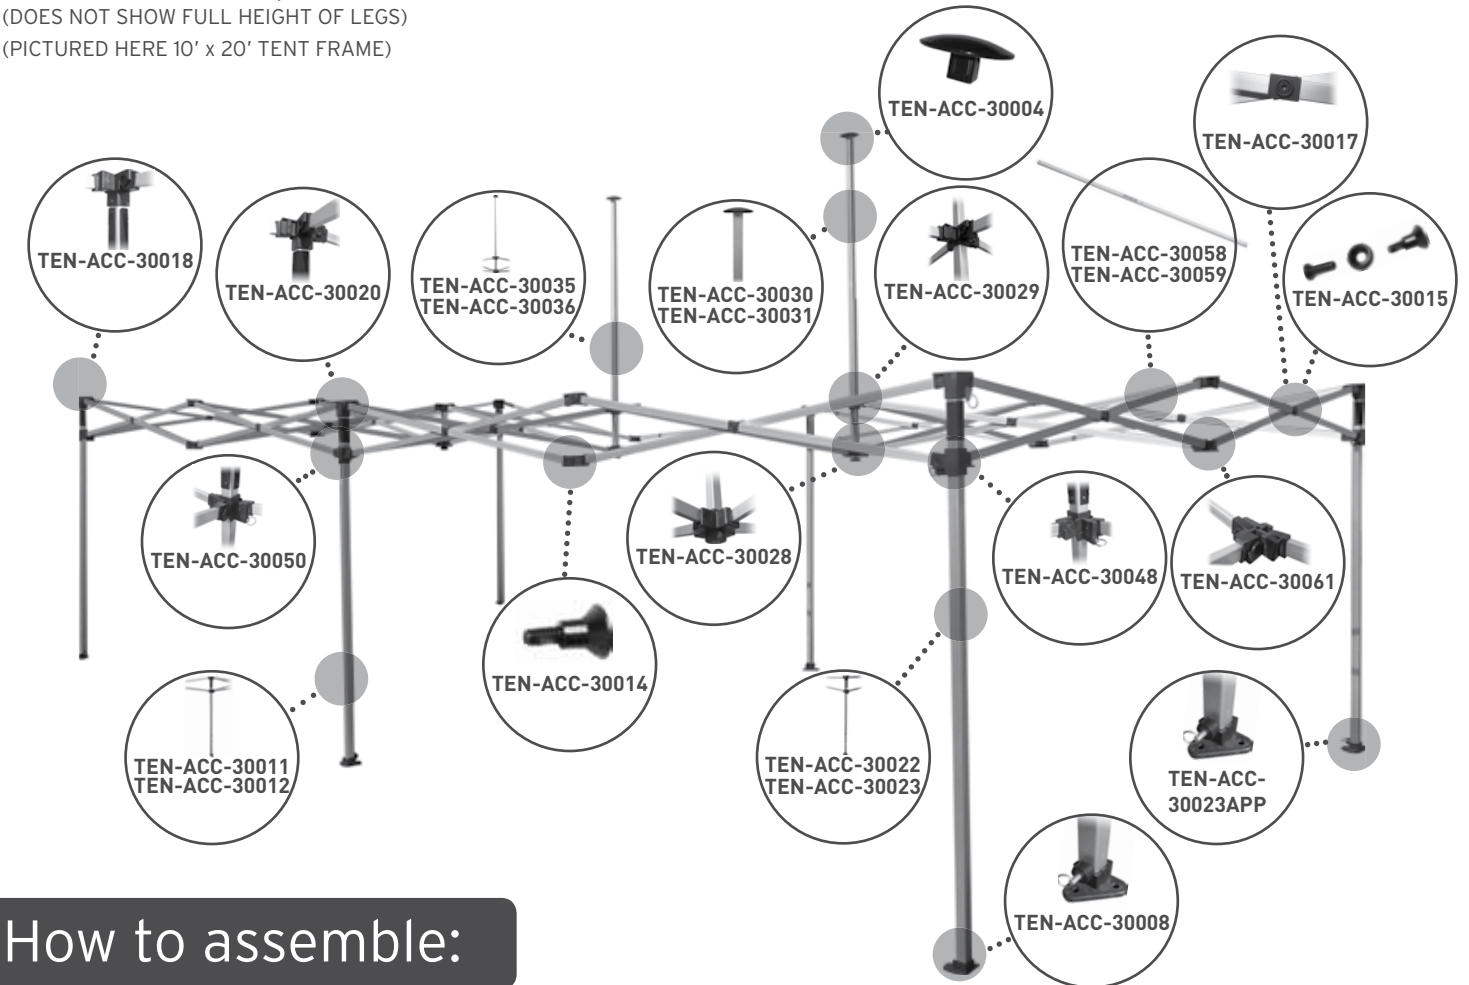 (DOES NOT SHOW FULL HEIGHT OF LEGS)
(PICTURED HERE 10' x 20' TENT FRAME)
TEN-ACC-30004
TEN-ACC-30017
TEN-ACC-30018
TEN-ACC-30020
TEN-ACC-30035
TEN-ACC-30036
TEN-ACC-30030
TEN-ACC-30031
TEN-ACC-30029
TEN-ACC-30058
TEN-ACC-30059
TEN-ACC-30015
TEN-ACC-30050
TEN-ACC-30028
TEN-ACC-30048
TEN-ACC-30061
TEN-ACC-30014
TEN-ACC-30011
TEN-ACC-30012
TEN-ACC-30022
TEN-ACC-30023
TEN-ACC-
30023APP
TEN-ACC-30008
How to assemble: